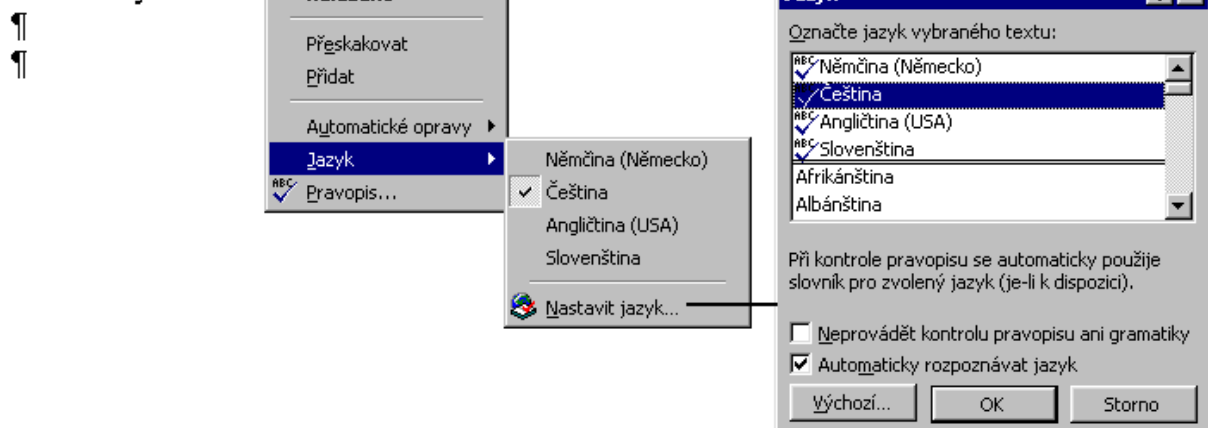 ¶
¶
Přeskakovat
Přidat
Automatické opravy
Jazyk
Pravopis...
Němčina (Německo)
Čeština
Angličtina (USA)
Slovenština
Nastavit jazyk...
Označte jazyk vybraného textu:
Němčina (Německo)
Čeština
Angličtina (USA)
Slovenština
Afrikánština
Albánština
Při kontrole pravopisu se automaticky použije
slovník pro zvolený jazyk (je-li k dispozici).
Neprovádět kontrolu pravopisu ani gramatiky
Automaticky rozpoznávat jazyk
Výchozí... OK Storno